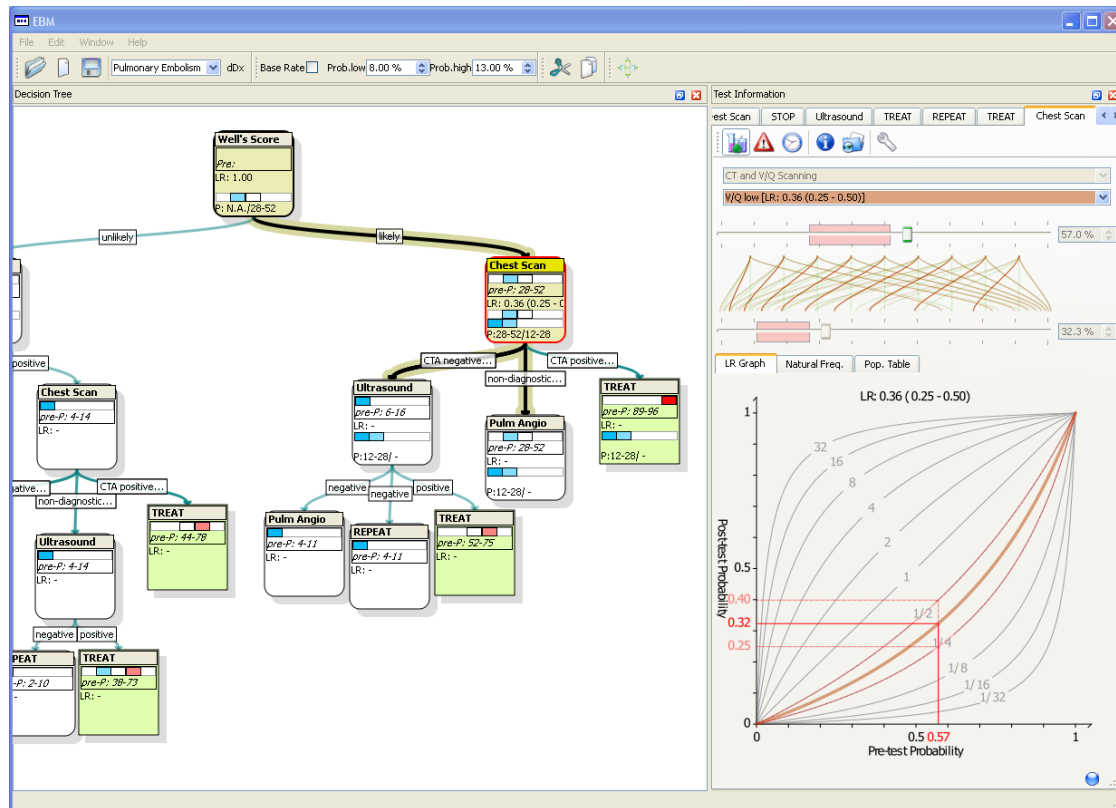 EBM
File Edit Window Help
Pulmonary Embolism dDx Base Rate Prob.low 8.00 % Prob.high 13.00 %
Decision Tree
Well's Score
Pre:
LR: 1.00
P: N.A./28-52
unlikely
likely
Chest Scan
pre-P: 28-52
LR: 0.36 (0.25 - 0
P:28-52/12-28
positive
CTA negative...
non-diagnostic...
CTA positive...
Chest Scan
pre-P: 4-14
LR: -
Ultrasound
pre-P: 6-16
LR: -
P:12-28/ -
Pulm Angio
pre-P: 28-52
LR: -
P:12-28/ -
TREAT
pre-P: 89-96
LR: -
P:12-28/ -
gative...
non-diagnostic...
CTA positive...
negative
negative
positive
Ultrasound
pre-P: 4-14
LR: -
TREAT
pre-P: 44-78
LR: -
Pulm Angio
pre-P: 4-11
LR: -
REPEAT
pre-P: 4-11
LR: -
TREAT
pre-P: 52-75
LR: -
negative
positive
PEAT
e-P: 2-10
-
TREAT
pre-P: 38-73
LR: -
Test Information
est Scan STOP Ultrasound TREAT REPEAT TREAT Chest Scan
CT and V/Q Scanning
V/Q low [LR: 0.36 (0.25 - 0.50)]
57.0 %
32.3 %
LR Graph Natural Freq. Pop. Table
LR: 0.36 ( 0.25 - 0.50)
1
32
16
8
4
2
1
0.5
0.40
0.32
0.25
1/2
1/4
1/8
1/16
1/32
0
Post-test Probability
0 0.5 0.57 1
Pre-test Probability